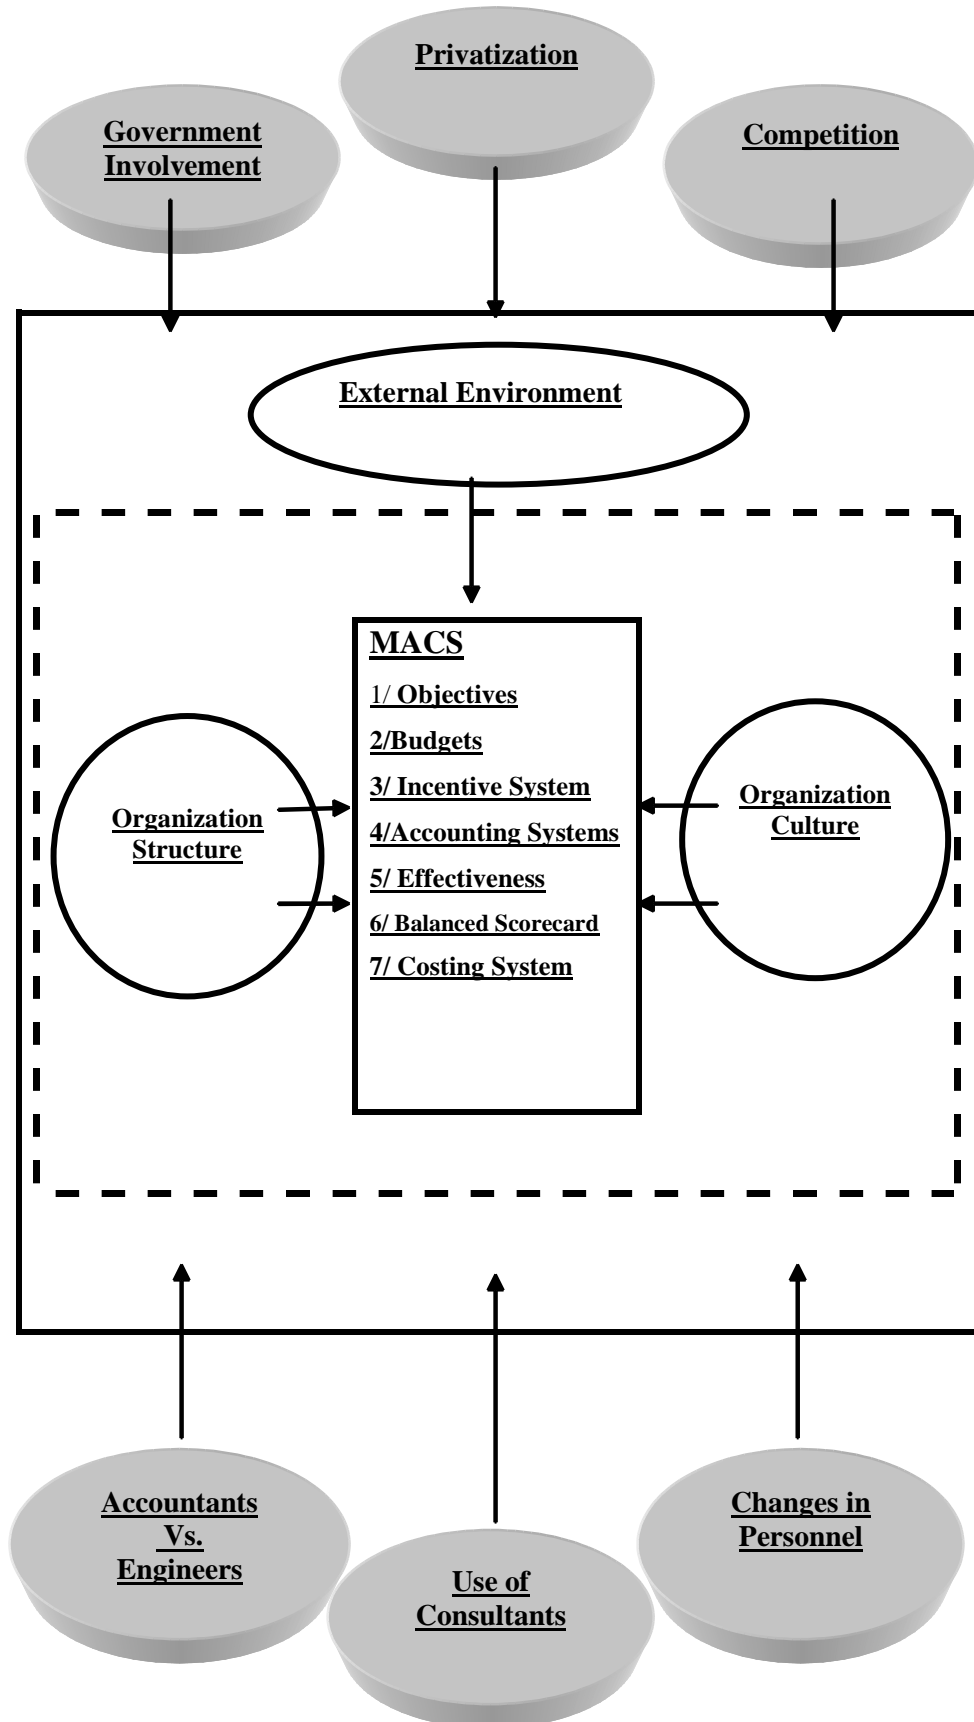 Privatization
Government
Involvement
Competition
External Environment
MACS
1/ Objectives
2/Budgets
3/ Incentive System
4/Accounting Systems
5/ Effectiveness
6/ Balanced Scorecard
7/ Costing System
Organization
Structure
Organization
Culture
Accountants
Vs.
Engineers
Use of
Consultants
Changes in
Personnel